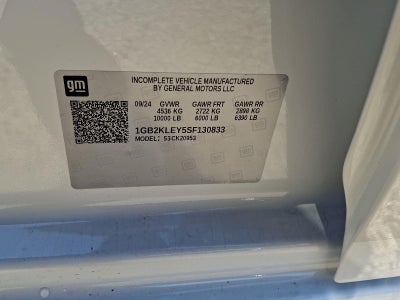 gm
INCOMPLETE VEHICLE MANUFACTURED
BY GENERAL MOTORS LLC
09/24 GVWR GAWR FRT GAWR RR
4536 KG 2722 KG 2898 KG
10000 LB 6000 LB 6390 LB
1GB2KLEY5SF130833
MODEL: S3CK20953